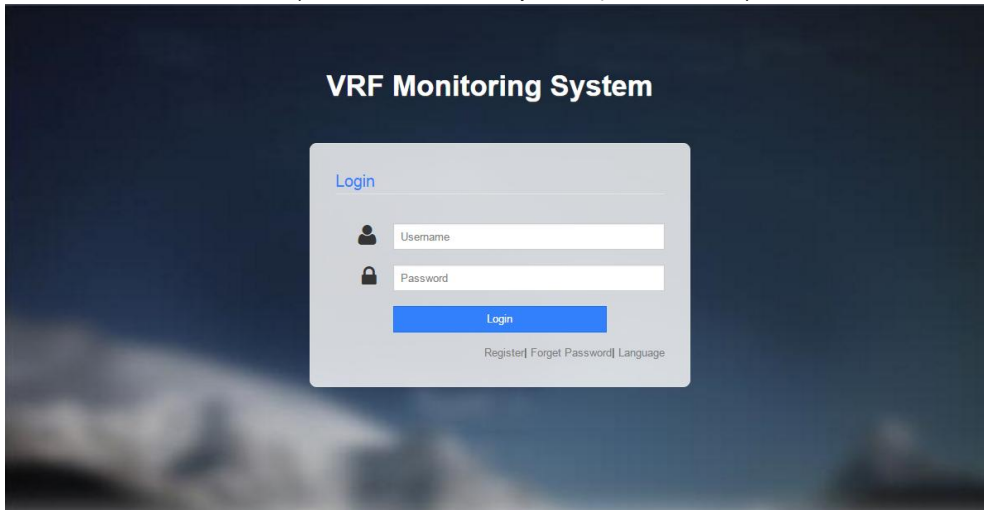 VRF Monitoring System
Login
Username
Password
Login
Register| Forget Password| Language